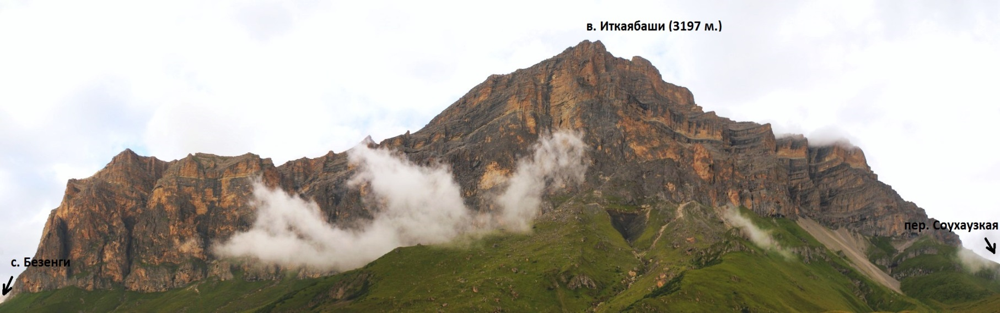 в. Иткаябаши (3197 м.)
пер. Соухаузкая
с. Безенги